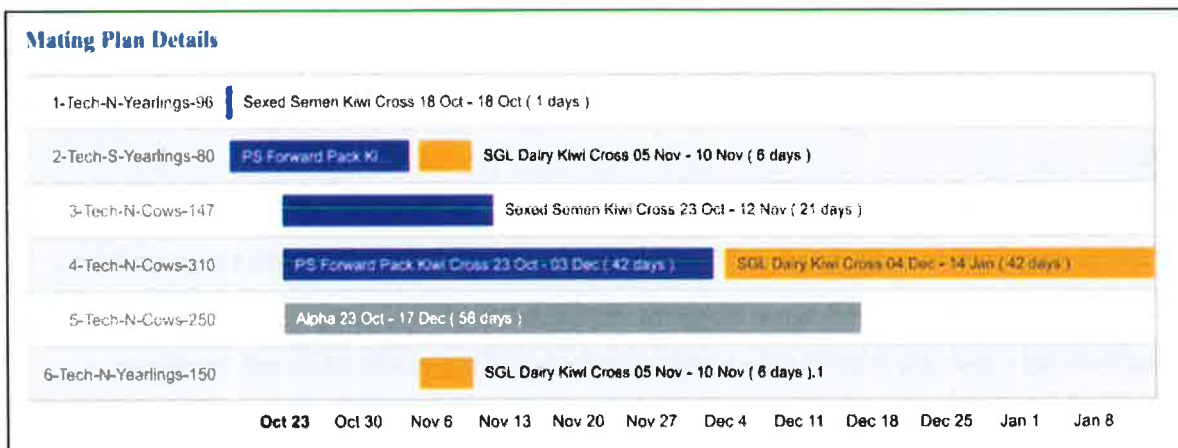 Mating Plan Details
1-Tech-N-Yearlings-96 Sexed Semen Kiwi Cross 18 Oct - 18 Oct ( 1 days )
2-Tech-S-Yearlings-80 PS Forward Pack Ki... SGL Dairy Kiwi Cross 05 Nov - 10 Nov ( 6 days )
3-Tech-N-Cows-147 Sexed Semen Kiwi Cross 23 Oct - 12 Nov ( 21 days )
4-Tech-N-Cows-310 PS Forward Pack Kiwi Cross 23 Oct - 03 Dec ( 42 days ) SGL Dairy Kiwi Cross 04 Dec - 14 Jan ( 42 days )
5-Tech-N-Cows-250 Alpha 23 Oct - 17 Dec ( 56 days )
6-Tech-N-Yearlings-150 SGL Dairy Kiwi Cross 05 Nov - 10 Nov ( 6 days ).1
Oct 23 Oct 30 Nov 6 Nov 13 Nov 20 Nov 27 Dec 4 Dec 11 Dec 18 Dec 25 Jan 1 Jan 8